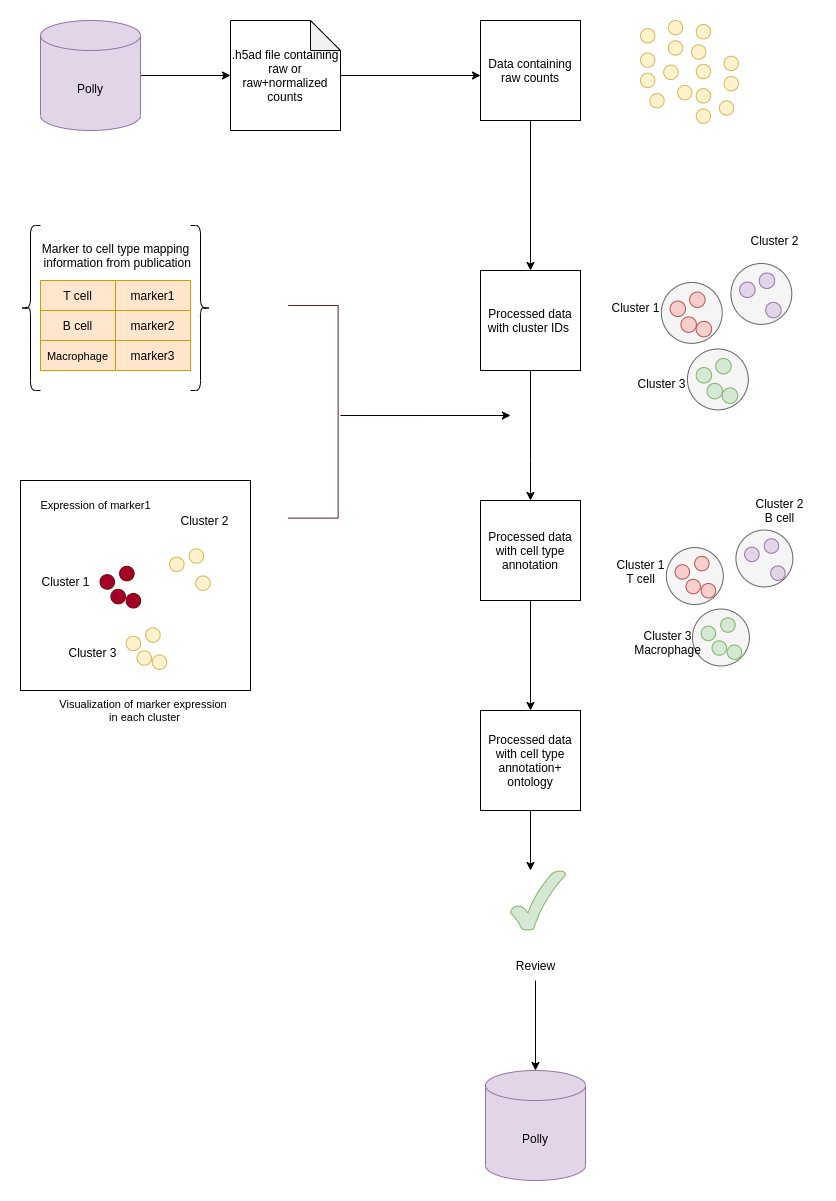 Polly
.h5ad file containing
raw or
raw+normalized
counts
Data containing
raw counts
Marker to cell type mapping
information from publication
T cell marker1
B cell marker2
Macrophage marker3
Processed data
with cluster IDs
Cluster 2
Cluster 1
Cluster 3
Expression of marker1
Cluster 2
Cluster 1
Cluster 3
Visualization of marker expression
in each cluster
Processed data
with cell type
annotation
Cluster 2
B cell
Cluster 1
T cell
Cluster 3
Macrophage
Processed data
with cell type
annotation+
ontology
Review
Polly